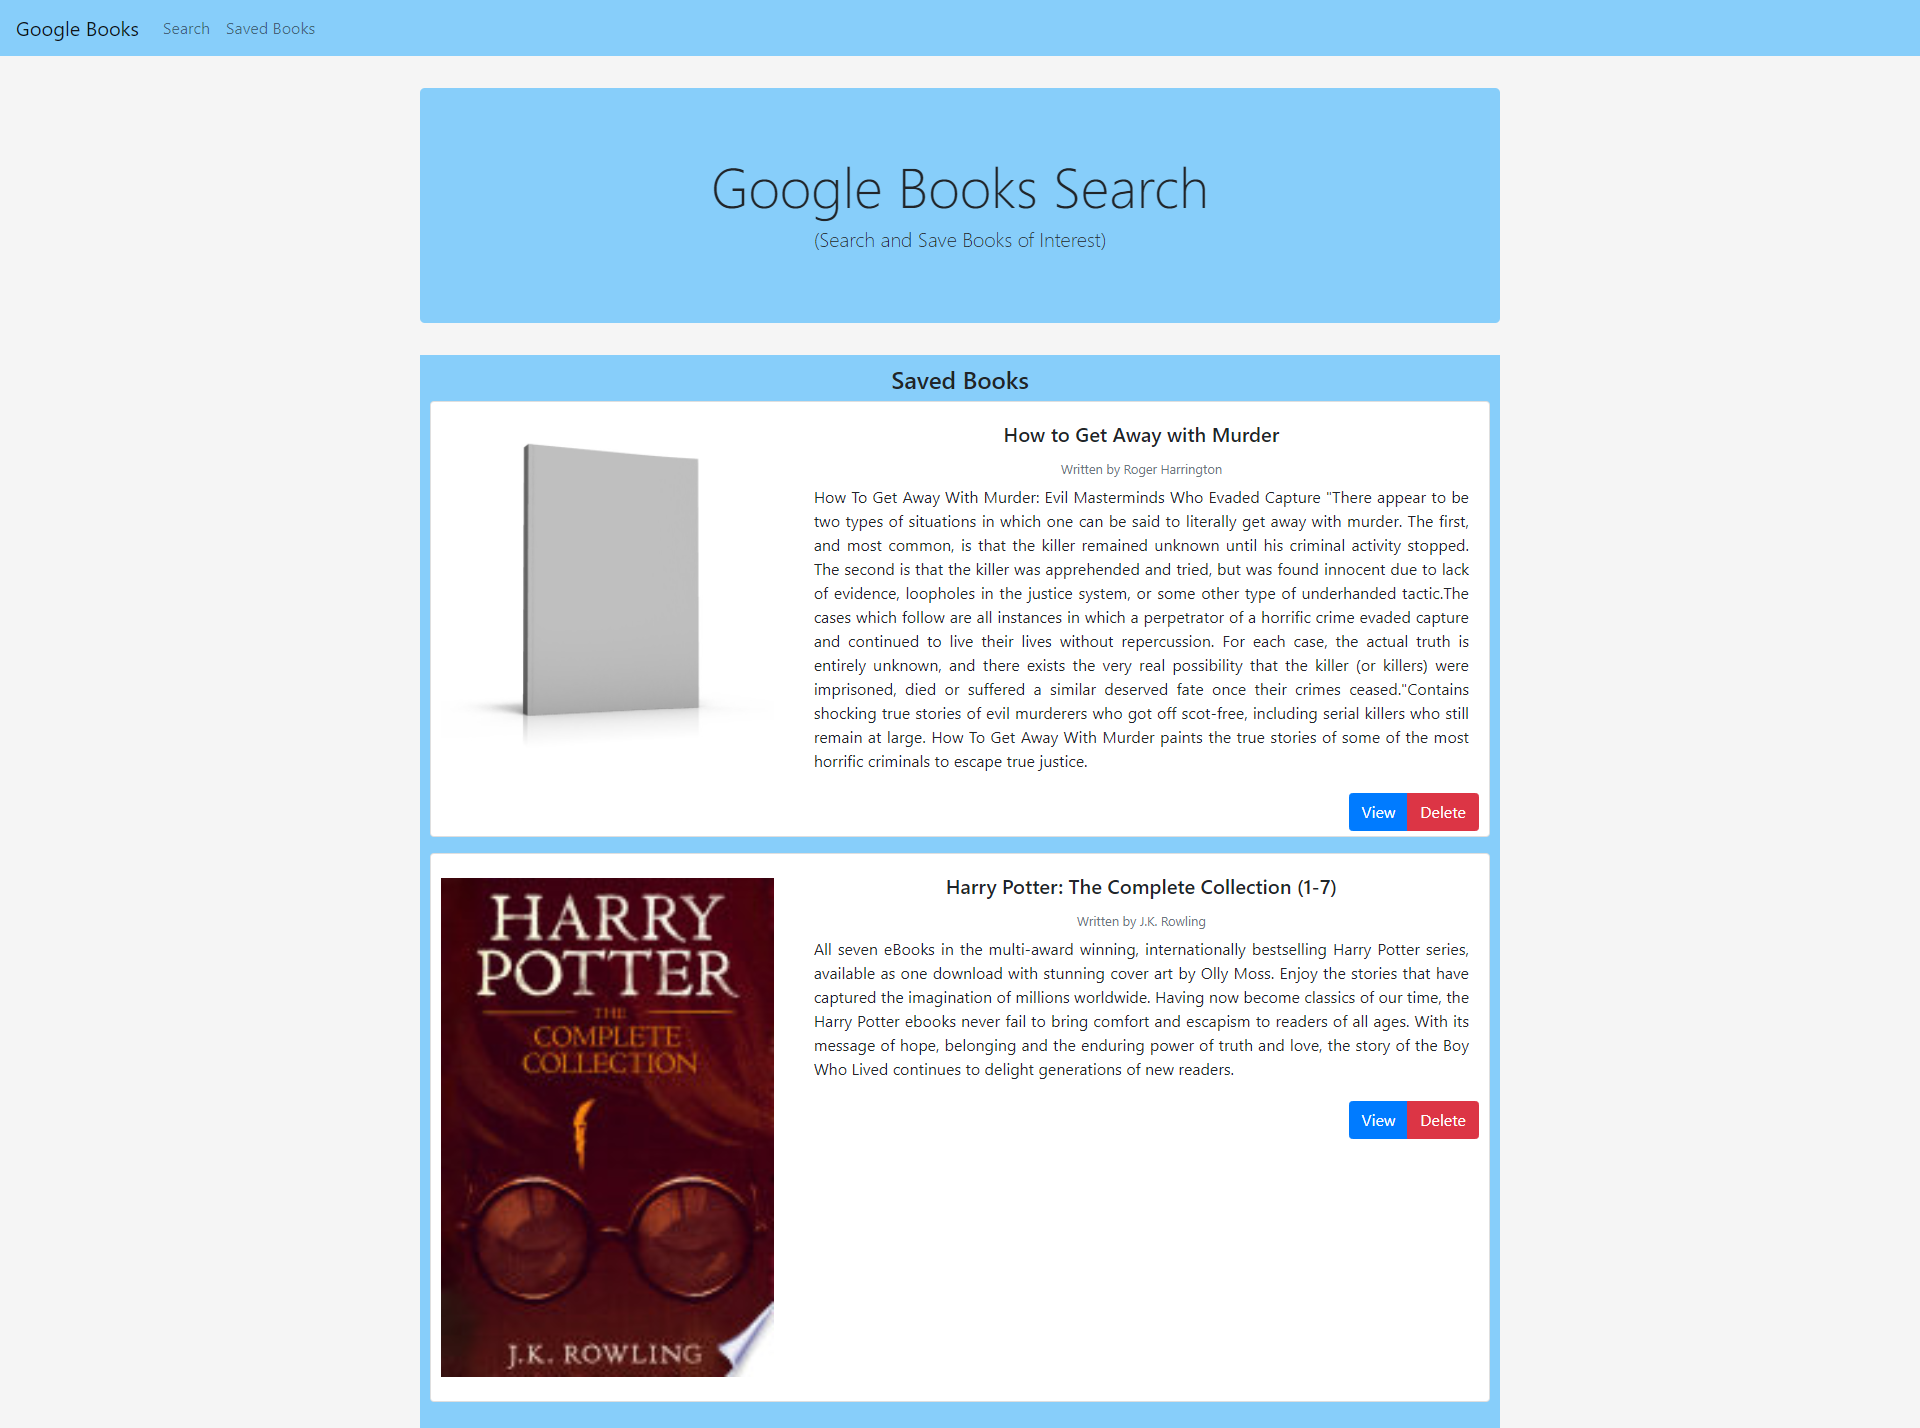 Google Books Search Saved Books
Google Books Search
(Search and Save Books of Interest)
Saved Books
How to Get Away with Murder
Written by Roger Harrington
How To Get Away With Murder: Evil Masterminds Who Evaded Capture "There appear to be
two types of situations in which one can be said to literally get away with murder. The first,
and most common, is that the killer remained unknown until his criminal activity stopped.
The second is that the killer was apprehended and tried, but was found innocent due to lack
of evidence, loopholes in the justice system, or some other type of underhanded tactic.The
cases which follow are all instances in which a perpetrator of a horrific crime evaded capture
and continued to live their lives without repercussion. For each case, the actual truth is
entirely unknown, and there exists the very real possibility that the killer (or killers) were
imprisoned, died or suffered a similar deserved fate once their crimes ceased."Contains
shocking true stories of evil murderers who got off scot-free, including serial killers who still
remain at large. How To Get Away With Murder paints the true stories of some of the most
horrific criminals to escape true justice.
View Delete
HARRY
POTTER
THE
COMPLETE
COLLECTION
J.K. ROWLING
Harry Potter: The Complete Collection (1-7)
Written by J.K. Rowling
All seven eBooks in the multi-award winning, internationally bestselling Harry Potter series,
available as one download with stunning cover art by Olly Moss. Enjoy the stories that have
captured the imagination of millions worldwide. Having now become classics of our time, the
Harry Potter ebooks never fail to bring comfort and escapism to readers of all ages. With its
message of hope, belonging and the enduring power of truth and love, the story of the Boy
Who Lived continues to delight generations of new readers.
View Delete